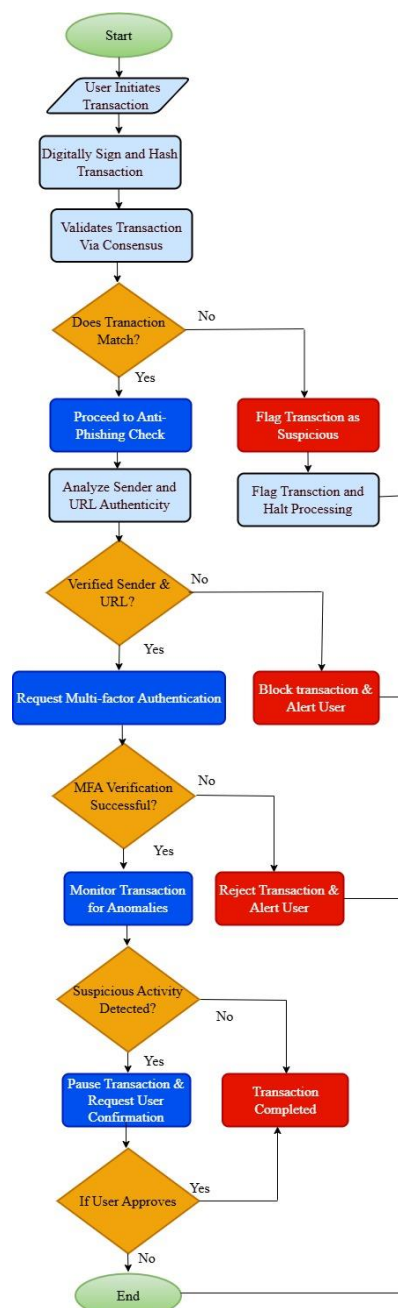 Start
User Initiates
Transaction
Digitally Sign and Hash
Transaction
Validates Transaction
Via Consensus
Does Tranaction
Match?
No
Yes
Proceed to Anti-
Phishing Check
Flag Transction as
Suspicious
Analyze Sender and
URL Authenticity
Flag Transction and
Halt Processing
Verified Sender &
URL?
No
Yes
Request Multi-factor Authentication
Block transaction &
Alert User
MFA Verification
Successful?
No
Yes
Monitor Transaction
for Anomalies
Reject Transaction &
Alert User
Suspicious Activity
Detected?
No
Yes
Pause Transaction &
Request User
Confirmation
Transaction
Completed
If User Approves
Yes
No
End